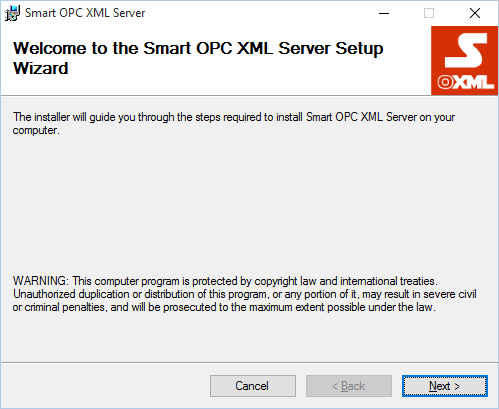 Smart OPC XML Server
Welcome to the Smart OPC XML Server Setup
Wizard
S
OXML
The installer will guide you through the steps required to install Smart OPC XML Server on your
computer.
WARNING: This computer program is protected by copyright law and international treaties.
Unauthorized duplication or distribution of this program, or any portion of it, may result in severe civil
or criminal penalties, and will be prosecuted to the maximum extent possible under the law.
Cancel
< Back
Next >